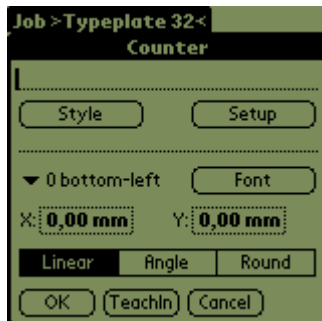 Job >Typeplate 32<
Counter
Style Setup
0 bottom-left Font
X: 0,00 mm Y: 0,00 mm
Linear Angle Round
OK TeachIn Cancel